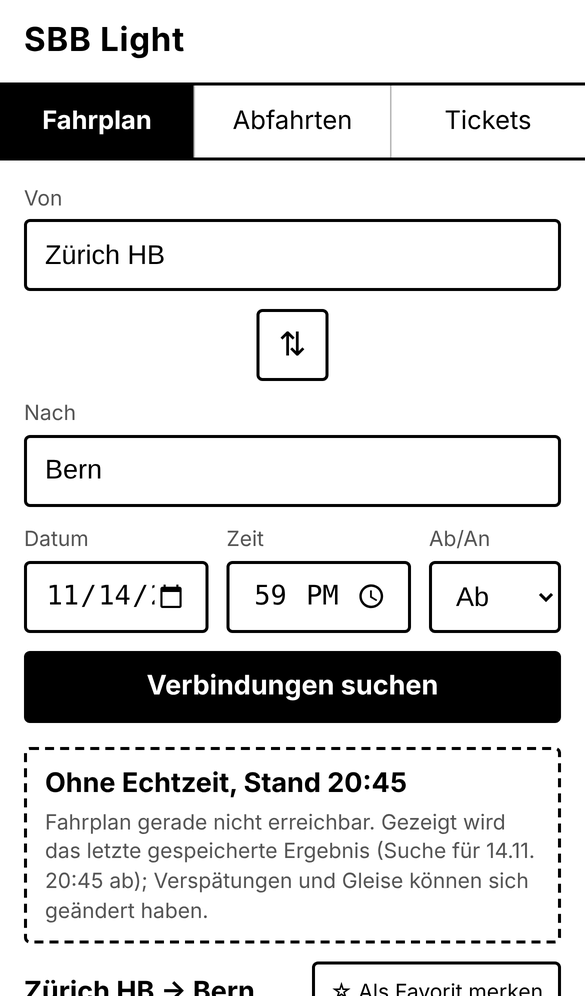 SBB Light
Fahrplan Abfahrten Tickets
Von
Zürich HB
⇅
Nach
Bern
Datum Zeit Ab/An
11/14/ 59 PM Ab
Verbindungen suchen
Ohne Echtzeit, Stand 20:45
Fahrplan gerade nicht erreichbar. Gezeigt wird
das letzte gespeicherte Ergebnis (Suche für 14.11.
20:45 ab); Verspätungen und Gleise können sich
geändert haben.
Zürich HB → Bern ☆ Als Favorit merken